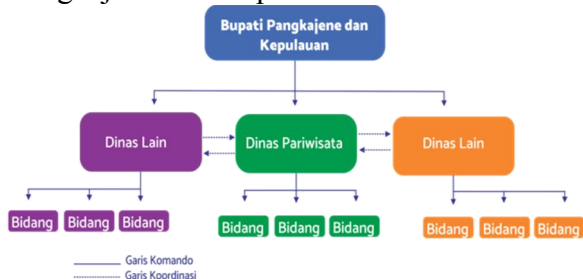 Bupati Pangkajene dan
Kepulauan
Dinas Lain
Dinas Pariwisata
Dinas Lain
Bidang Bidang Bidang
Bidang Bidang Bidang
Bidang Bidang Bidang
Garis Komando
Garis Koordinasi